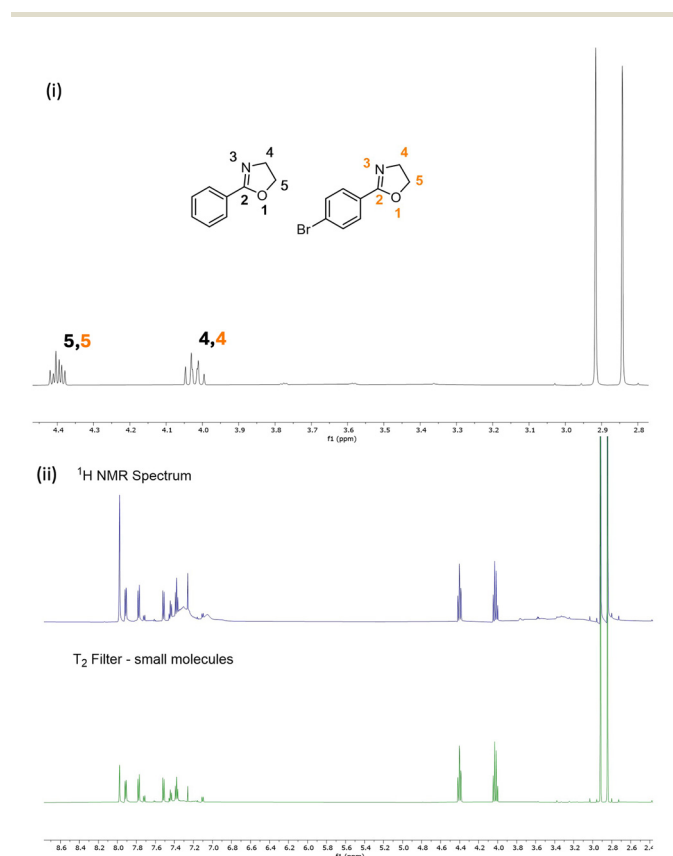 (i)
3 N 4 5 2 O 1
3 N 4 5 2 O 1 Br
5,5 4,4
4.4 4.3 4.2 4.1 4.0 3.9 3.8 3.7 3.6 3.5 3.4 3.3 3.2 3.1 3.0 2.9 2.8
f1 (ppm)
(ii) ¹H NMR Spectrum
T₂ Filter - small molecules
8.6 8.4 8.2 8.0 7.8 7.6 7.4 7.2 7.0 6.8 6.6 6.4 6.2 6.0 5.8 5.6 5.4 5.2 5.0 4.8 4.6 4.4 4.2 4.0 3.8 3.6 3.4 3.2 3.0 2.8 2.6 2.4
f1 (ppm)